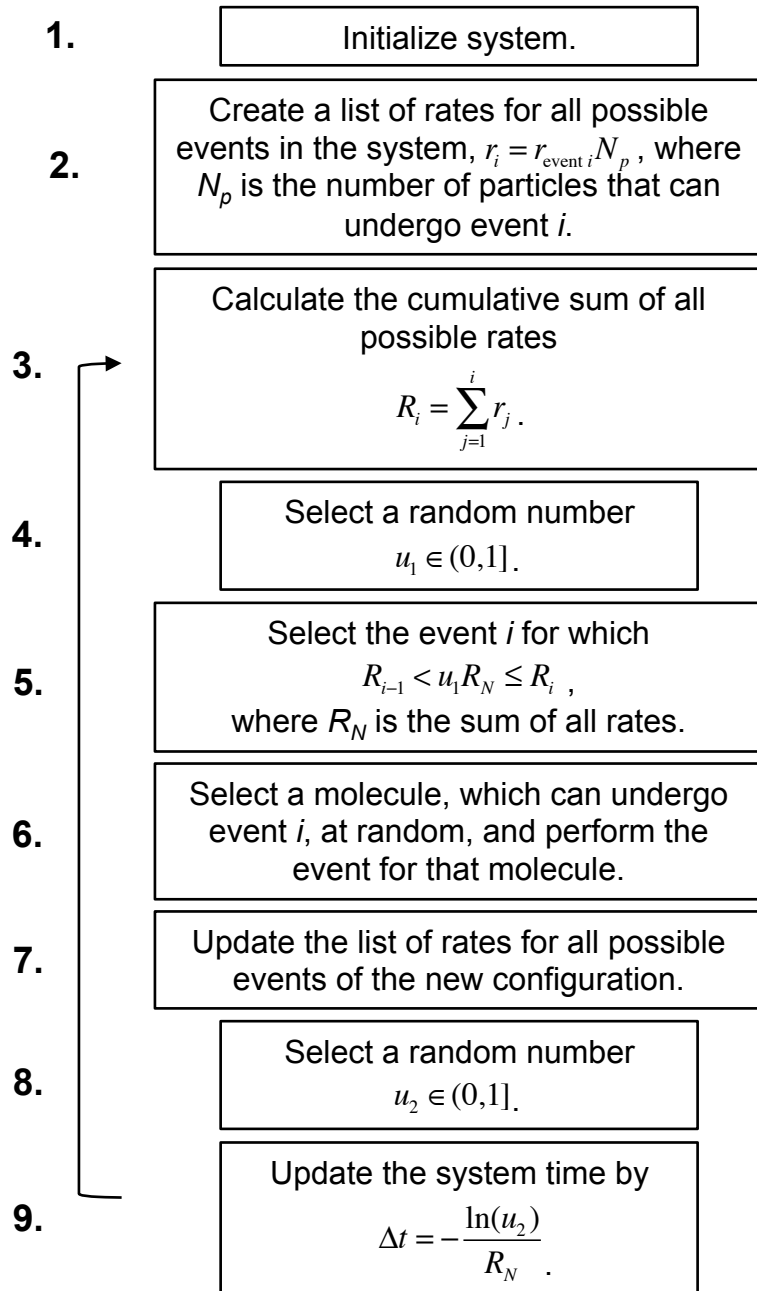 1.
Initialize system.
2.
Create a list of rates for all possible
events in the system, r_i = r_{event i} N_p , where
N_p is the number of particles that can
undergo event i.
3.
Calculate the cumulative sum of all
possible rates
R_i = \sum_{j=1}^{i} r_j .
4.
Select a random number
u_1 ∈ (0,1].
5.
Select the event i for which
R_{i−1} < u_1 R_N ≤ R_i ,
where R_N is the sum of all rates.
6.
Select a molecule, which can undergo
event i, at random, and perform the
event for that molecule.
7.
Update the list of rates for all possible
events of the new configuration.
8.
Select a random number
u_2 ∈ (0,1].
9.
Update the system time by
Δt = − \frac{ln(u_2)}{R_N} .